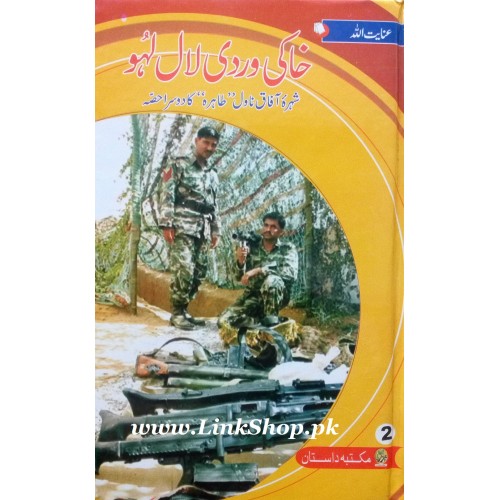 عنایت اللہ
خاکی وردی لال لہو
شہرۂ آفاق ناول "طاہرہ" کا دوسرا حصہ
www.LinkShop.pk
2
مکتبہ داستان